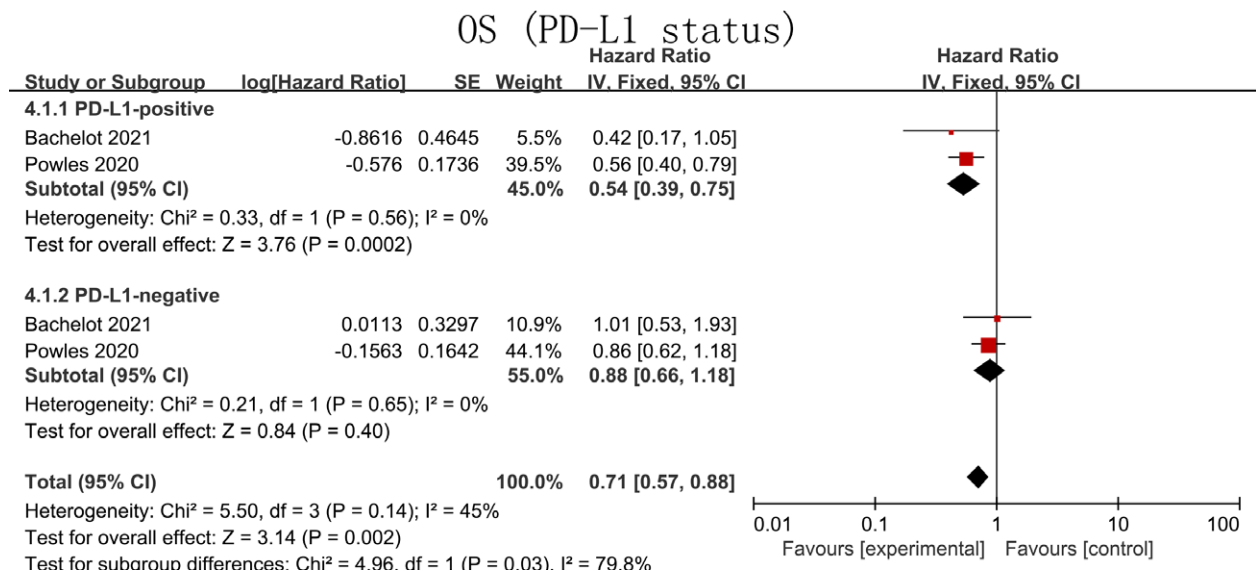 OS (PD-L1 status)
Hazard Ratio Hazard Ratio
Study or Subgroup log[Hazard Ratio] SE Weight IV, Fixed, 95% CI IV, Fixed, 95% CI
4.1.1 PD-L1-positive
Bachelot 2021 -0.8616 0.4645 5.5% 0.42 [0.17, 1.05]
Powles 2020 -0.576 0.1736 39.5% 0.56 [0.40, 0.79]
Subtotal (95% CI) 45.0% 0.54 [0.39, 0.75]
Heterogeneity: Chi² = 0.33, df = 1 (P = 0.56); I² = 0%
Test for overall effect: Z = 3.76 (P = 0.0002)
4.1.2 PD-L1-negative
Bachelot 2021 0.0113 0.3297 10.9% 1.01 [0.53, 1.93]
Powles 2020 -0.1563 0.1642 44.1% 0.86 [0.62, 1.18]
Subtotal (95% CI) 55.0% 0.88 [0.66, 1.18]
Heterogeneity: Chi² = 0.21, df = 1 (P = 0.65); I² = 0%
Test for overall effect: Z = 0.84 (P = 0.40)
Total (95% CI) 100.0% 0.71 [0.57, 0.88]
Heterogeneity: Chi² = 5.50, df = 3 (P = 0.14); I² = 45%
Test for overall effect: Z = 3.14 (P = 0.002)
Test for subgroup differences: Chi² = 4.96, df = 1 (P = 0.03), I² = 79.8%
0.01 0.1 1 10 100
Favours [experimental] Favours [control]